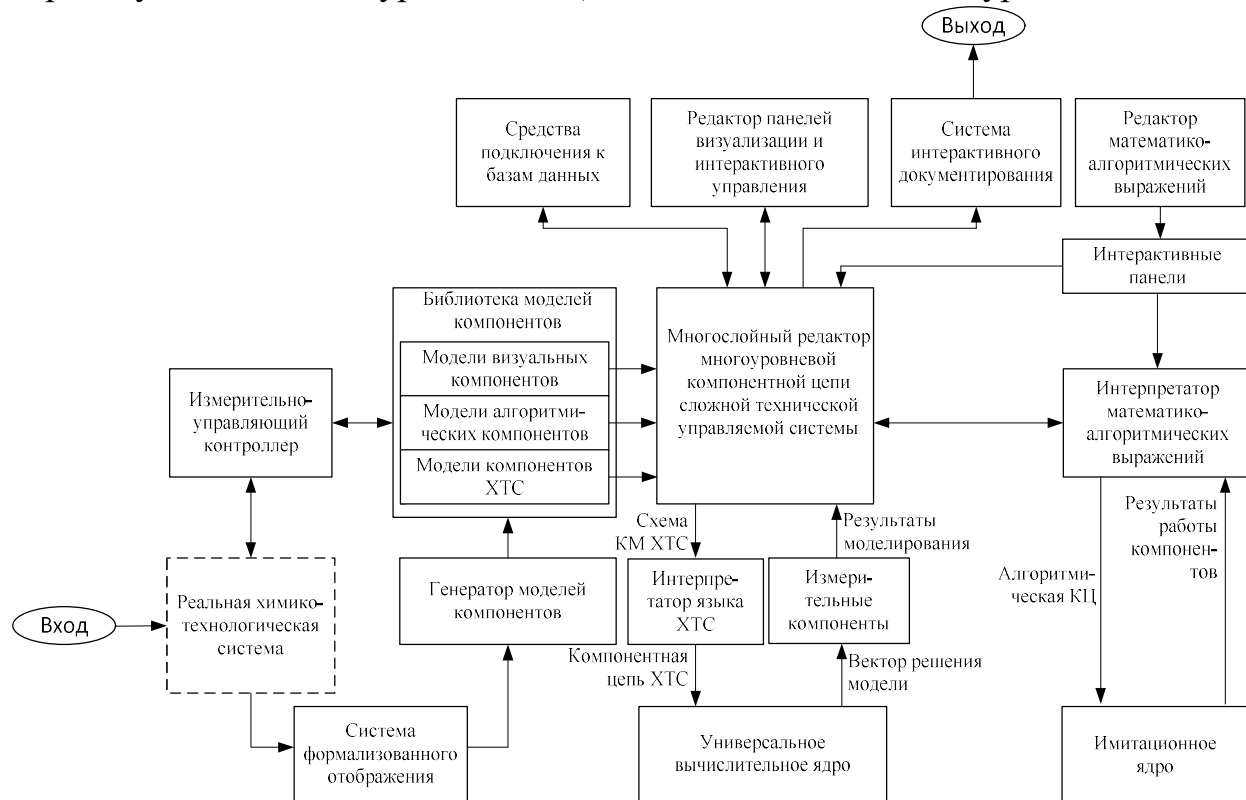 Выход
Средства
подключения к
базам данных
Редактор панелей
визуализации и
интерактивного
управления
Система
интерактивного
документирования
Редактор
математико-
алгоритмических
выражений
Интерактивные
панели
Библиотека моделей
компонентов
Модели визуальных
компонентов
Модели алгоритми-
ческих компонентов
Модели компонентов
ХТС
Многослойный редактор
многоуровневой
компонентной цепи
сложной технической
управляемой системы
Измерительно-
управляющий
контроллер
Интерпретатор
математико-
алгоритмических
выражений
Схема
КМ ХТС
Результаты
моделирования
Результаты
работы
компонен-
тов
Алгоритми-
ческая КЦ
Вход
Реальная химико-
технологическая
система
Генератор моделей
компонентов
Интерпре-
татор языка
ХТС
Измери-
тельные
компоненты
Компонентная
цепь ХТС
Вектор решения
модели
Система
формализованного
отображения
Универсальное
вычислительное ядро
Имитационное
ядро